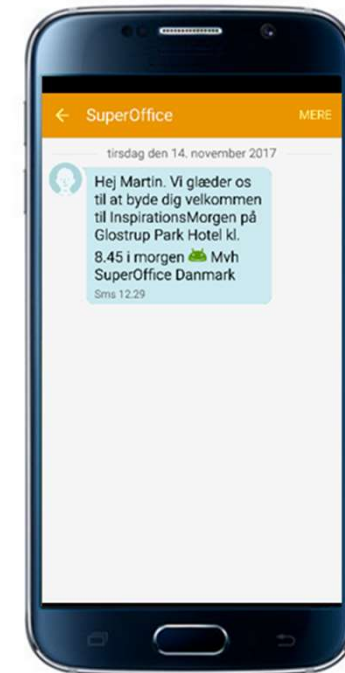 SuperOffice MERE
tirsdag den 14. november 2017
Hej Martin. Vi glæder os
til at byde dig velkommen
til InspirationsMorgen på
Glostrup Park Hotel kl.
8.45 i morgen Mvh
SuperOffice Danmark
Sms 12.29